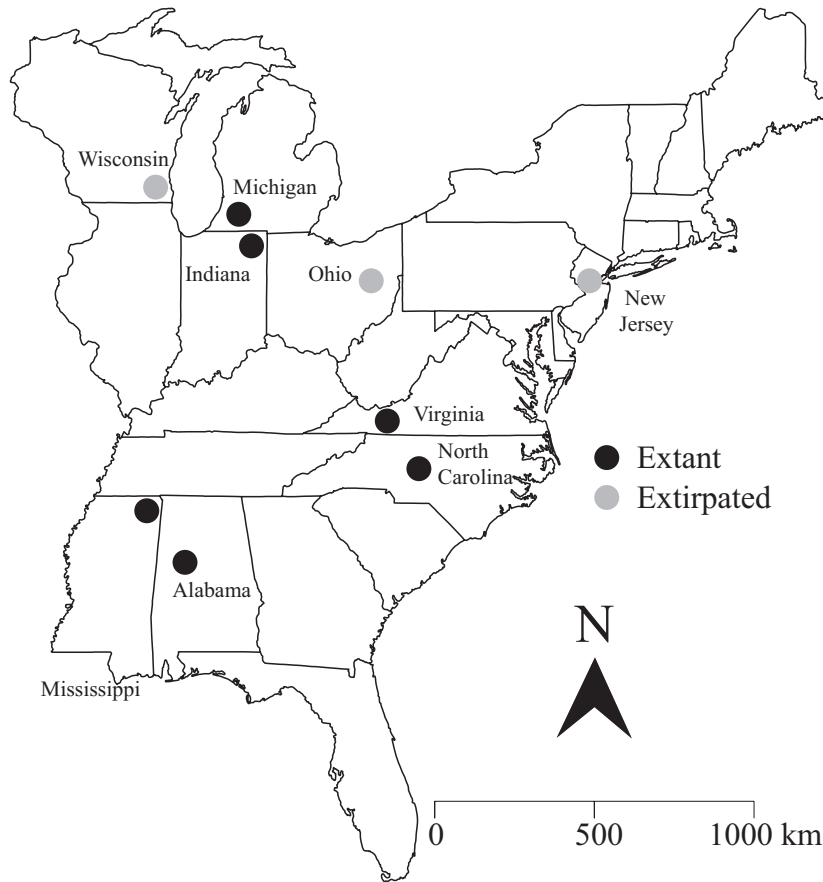 Wisconsin
Michigan
Indiana
Ohio
New
Jersey
Virginia
North
Carolina
Extant
Extirpated
Alabama
Mississippi
N
0
500
1000 km